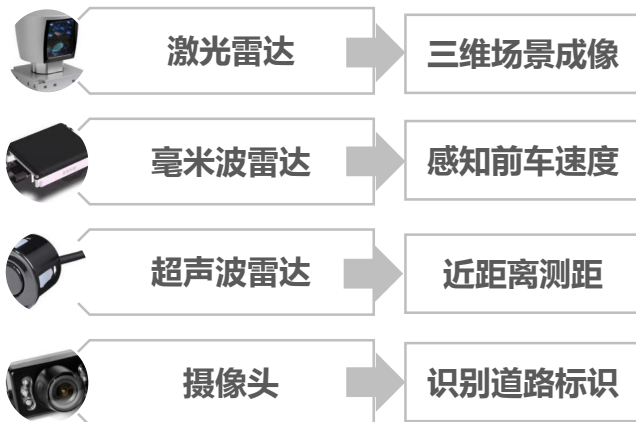 激光雷达
三维场景成像
毫米波雷达
感知前车速度
超声波雷达
近距离测距
摄像头
识别道路标识